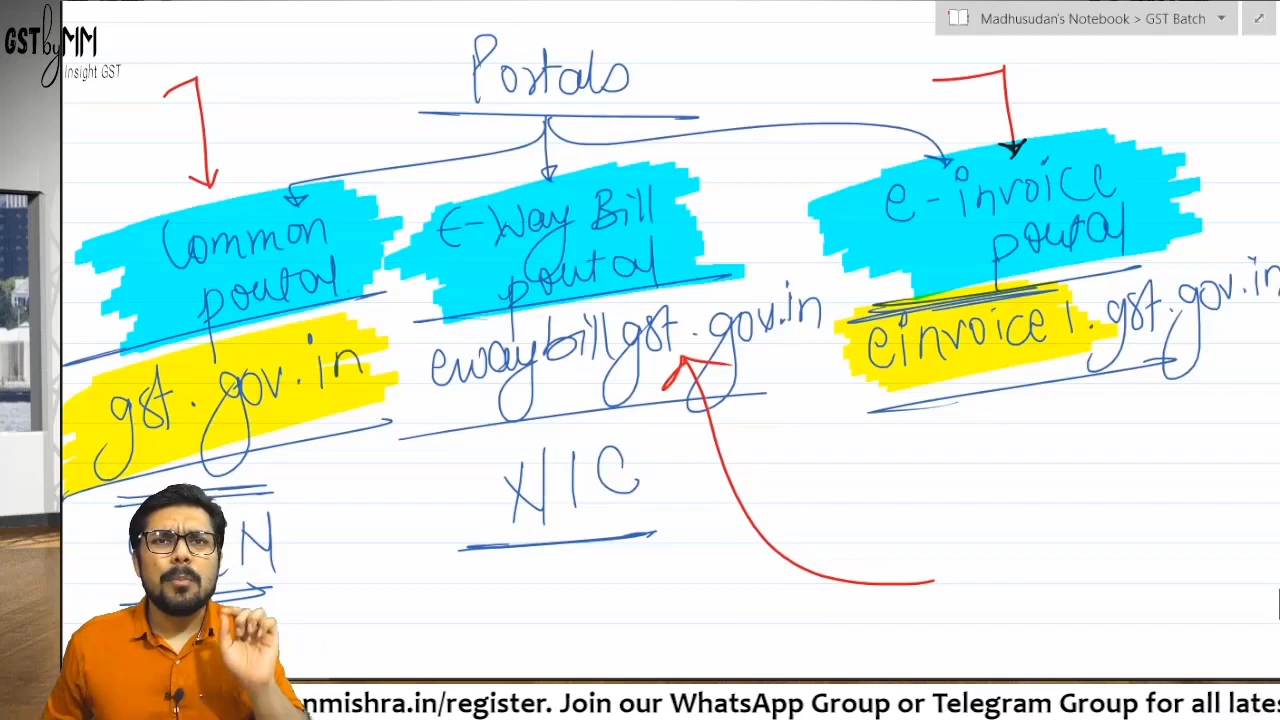 GST by MM
Insight GST
Madhusudan's Notebook > GST Batch
Portals
Common
portal
E-Way Bill
portal
e-invoice
portal
gst.gov.in
ewaybillgst.gov.in
einvoice1.gst.gov.in
NIC
N
nmishra.in/register. Join our WhatsApp Group or Telegram Group for all lates